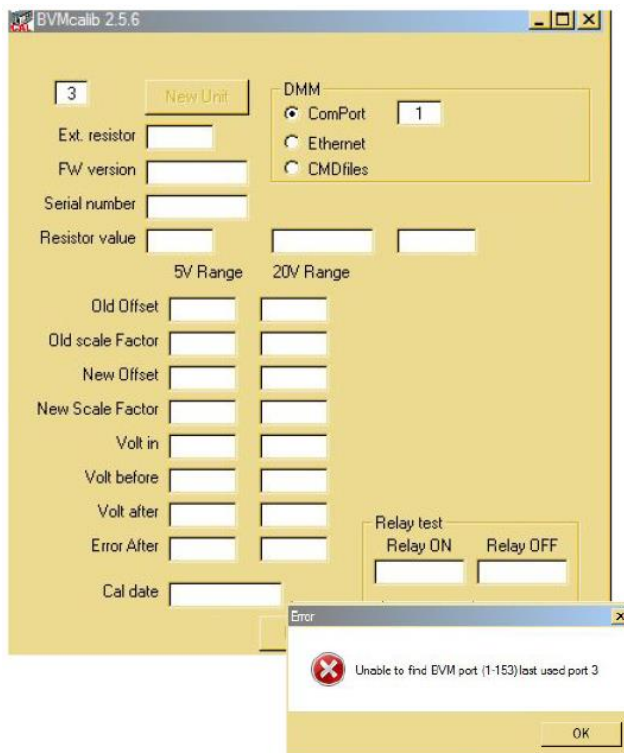 CAL BVMcalib 2.5.6
3
New Unit
DMM
ComPort 1
Ethernet
CMDfiles
Ext. resistor
FW version
Serial number
Resistor value
5V Range 20V Range
Old Offset
Old scale Factor
New Offset
New Scale Factor
Volt in
Volt before
Volt after
Error After
Relay test
Relay ON Relay OFF
Cal date
Error
Unable to find BVM port (1-153)last used port 3
OK